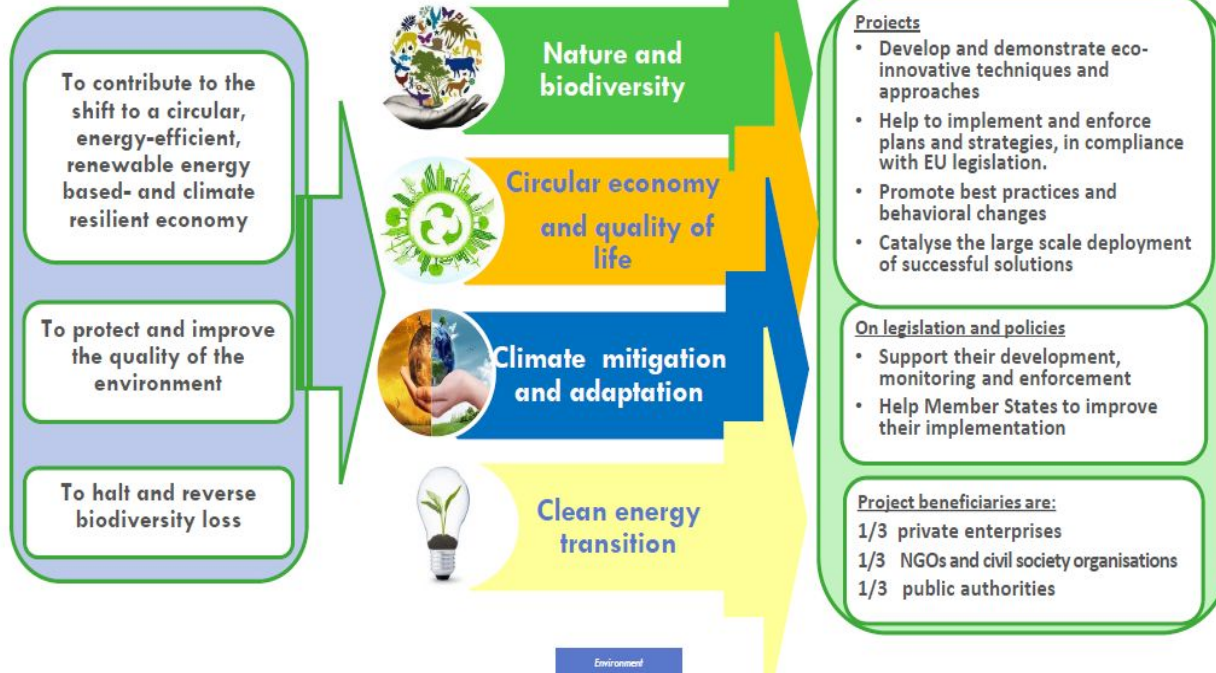 To contribute to the
shift to a circular,
energy-efficient,
renewable energy
based- and climate
resilient economy
To protect and improve
the quality of the
environment
To halt and reverse
biodiversity loss
Nature and
biodiversity
Circular economy
and quality of
life
Climate mitigation
and adaptation
Clean energy
transition
Projects
• Develop and demonstrate eco-
innovative techniques and
approaches
• Help to implement and enforce
plans and strategies, in compliance
with EU legislation.
• Promote best practices and
behavioral changes
• Catalyse the large scale deployment
of successful solutions
On legislation and policies
• Support their development,
monitoring and enforcement
• Help Member States to improve
their implementation
Project beneficiaries are:
1/3 private enterprises
1/3 NGOs and civil society organisations
1/3 public authorities
Environment